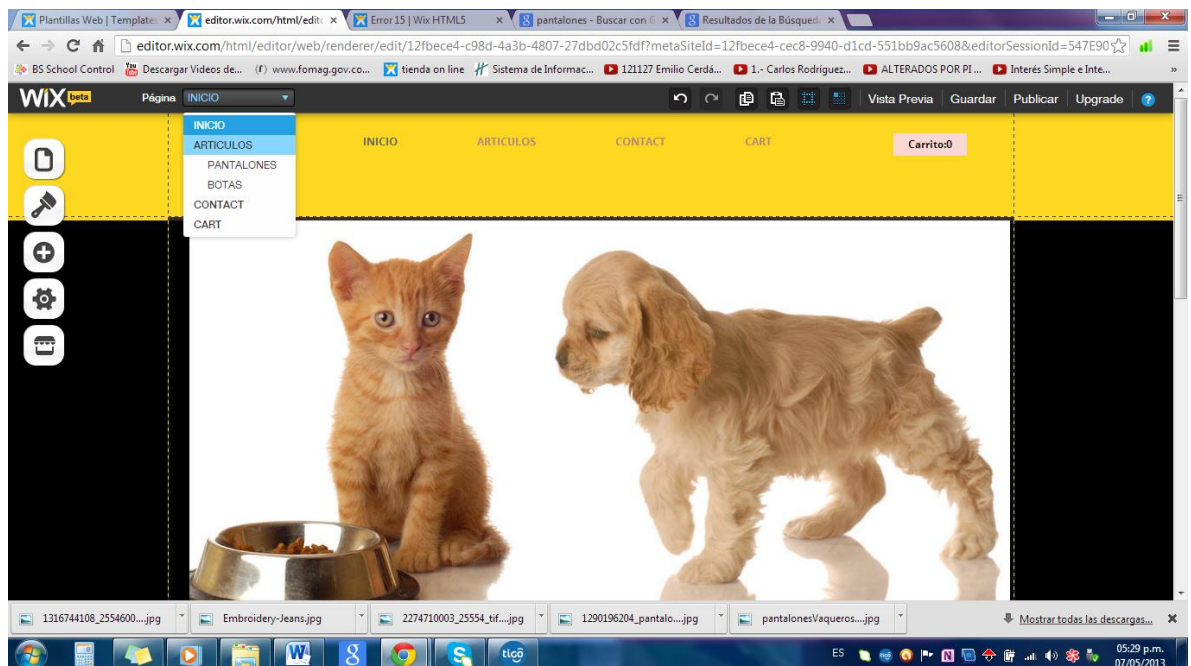 Plantillas Web | Templates
editor.wix.com/html/edito
Error 15 | Wix HTML5
pantalones - Buscar con G
Resultados de la Búsqueda
editor.wix.com/html/editor/web/renderer/edit/12fbece4-c98d-4a3b-4807-27dbd02c5fdf?metaSiteId=12fbece4-cec8-9940-d1cd-551bb9ac5608&editorSessionId=547E90
BS School Control Descargar Videos de... www.fomag.gov.co... tienda on line Sistema de Informac... 121127 Emilio Cerdá... 1.- Carlos Rodríguez... ALTERADOS POR PI ... Interés Simple e Inte... »
WiX beta Página INICIO Vista Previa Guardar Publicar Upgrade ?
INICIO
ARTICULOS
PANTALONES
BOTAS
CONTACT
CART
INICIO ARTICULOS CONTACT CART Carrito:0
1316744108_2554600....jpg Embroidery-Jeans.jpg 2274710003_25554_tif....jpg 1290196204_pantalo....jpg pantalonesVaqueros....jpg Mostrar todas las descargas...
tigo ES 05:29 p.m.
07/05/2013